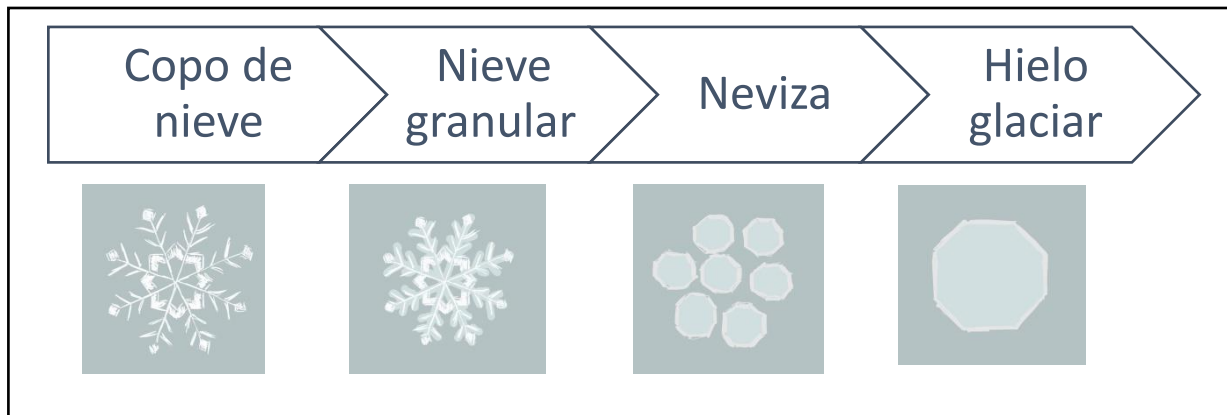 Copo de
nieve
Nieve
granular
Neviza
Hielo
glaciar